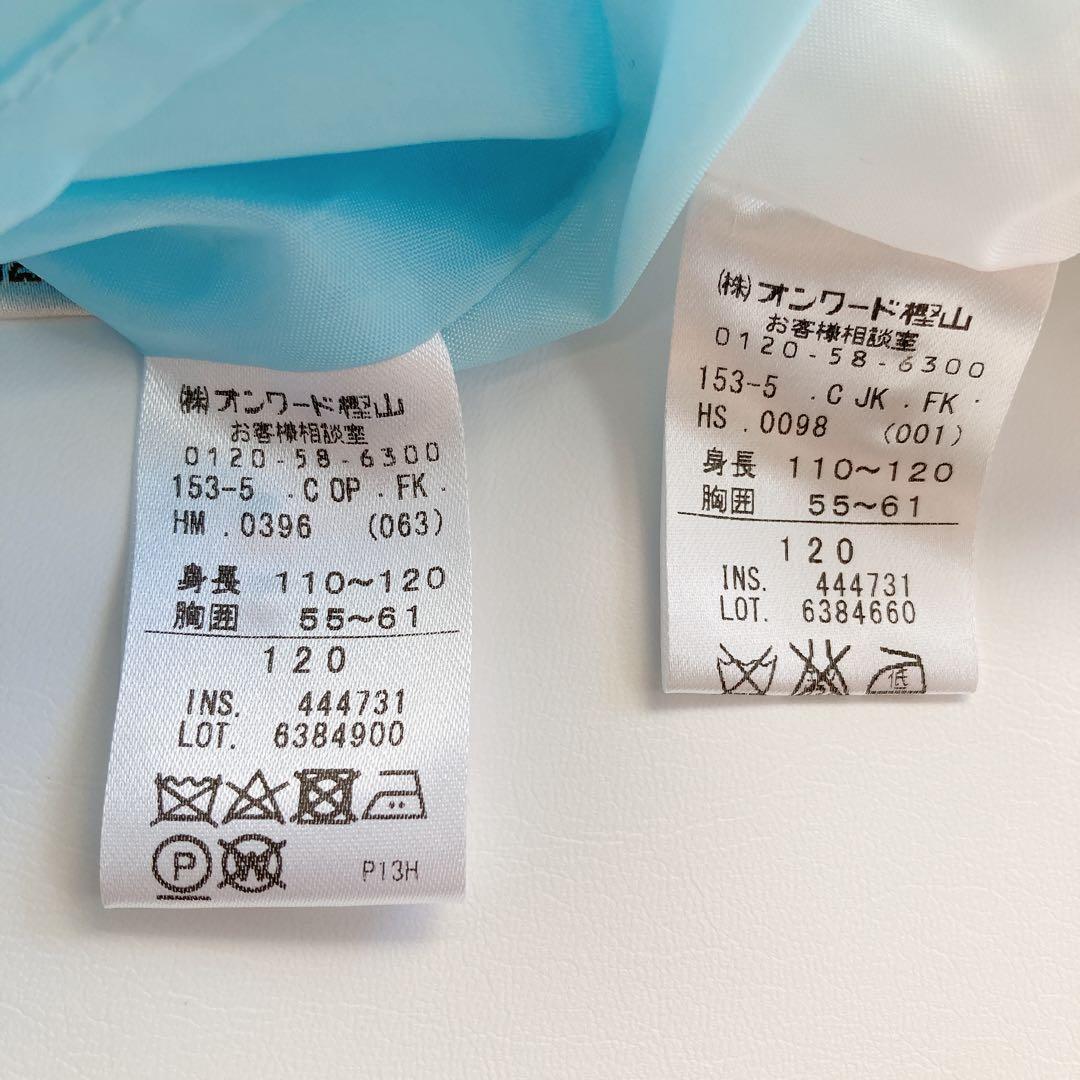 (株)オンワード樫山
お客様相談室
0120-58-6300
153-5 .C OP .FK.
HM .0396 (063)
身長 110～120
胸囲 55～61
120
INS. 444731
LOT. 6384900
P W P13H
(株)オンワード樫山
お客様相談室
0120-58-6300
153-5 .C JK .FK.
HS .0098 (001)
身長 110～120
胸囲 55～61
120
INS. 444731
LOT. 6384660
低